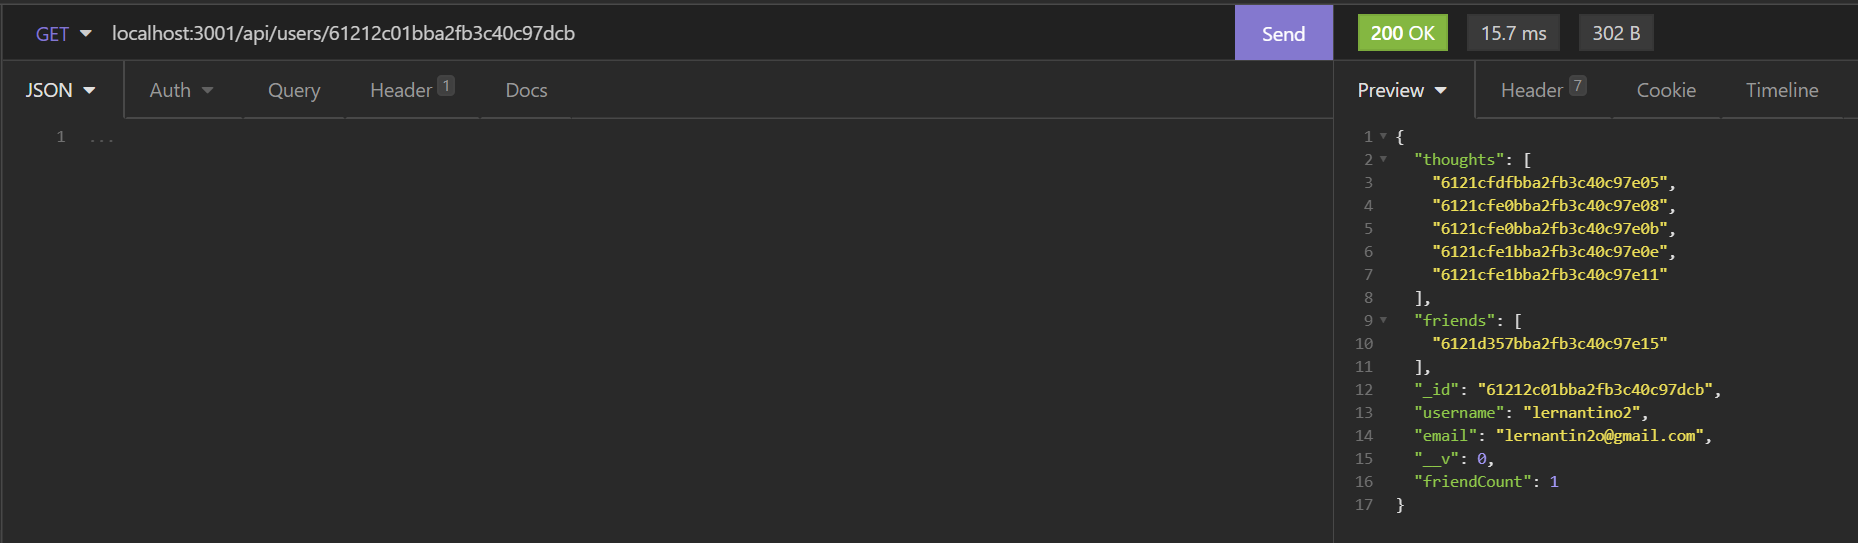 GET localhost:3001/api/users/61212c01bba2fb3c40c97dcb Send 200 OK 15.7 ms 302 B
JSON Auth Query Header 1 Docs Preview Header 7 Cookie Timeline
1 ...
1 {
2 "thoughts": [
3 "6121cfdfbba2fb3c40c97e05",
4 "6121cfe0bba2fb3c40c97e08",
5 "6121cfe0bba2fb3c40c97e0b",
6 "6121cfe1bba2fb3c40c97e0e",
7 "6121cfe1bba2fb3c40c97e11"
8 ],
9 "friends": [
10 "6121d357bba2fb3c40c97e15"
11 ],
12 "_id": "61212c01bba2fb3c40c97dcb",
13 "username": "lernantino2",
14 "email": "lernantin2o@gmail.com",
15 "__v": 0,
16 "friendCount": 1
17 }